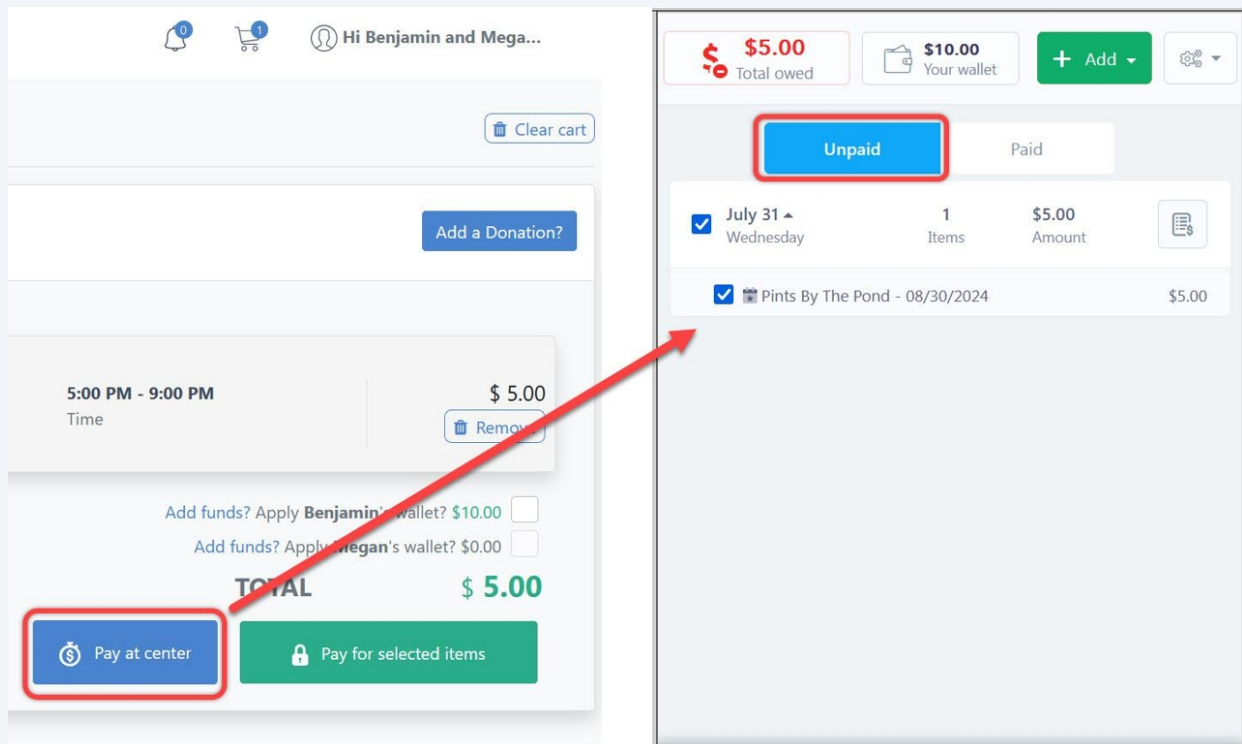 0
1
Hi Benjamin and Mega...
Clear cart
Add a Donation?
5:00 PM - 9:00 PM
Time
$ 5.00
Remove
Add funds? Apply Benjamin's wallet? $10.00
Add funds? Apply Megan's wallet? $0.00
TOTAL $ 5.00
Pay at center
Pay for selected items
$5.00
Total owed
$10.00
Your wallet
+ Add
Unpaid
Paid
July 31
Wednesday
1
Items
$5.00
Amount
Pints By The Pond - 08/30/2024 $5.00